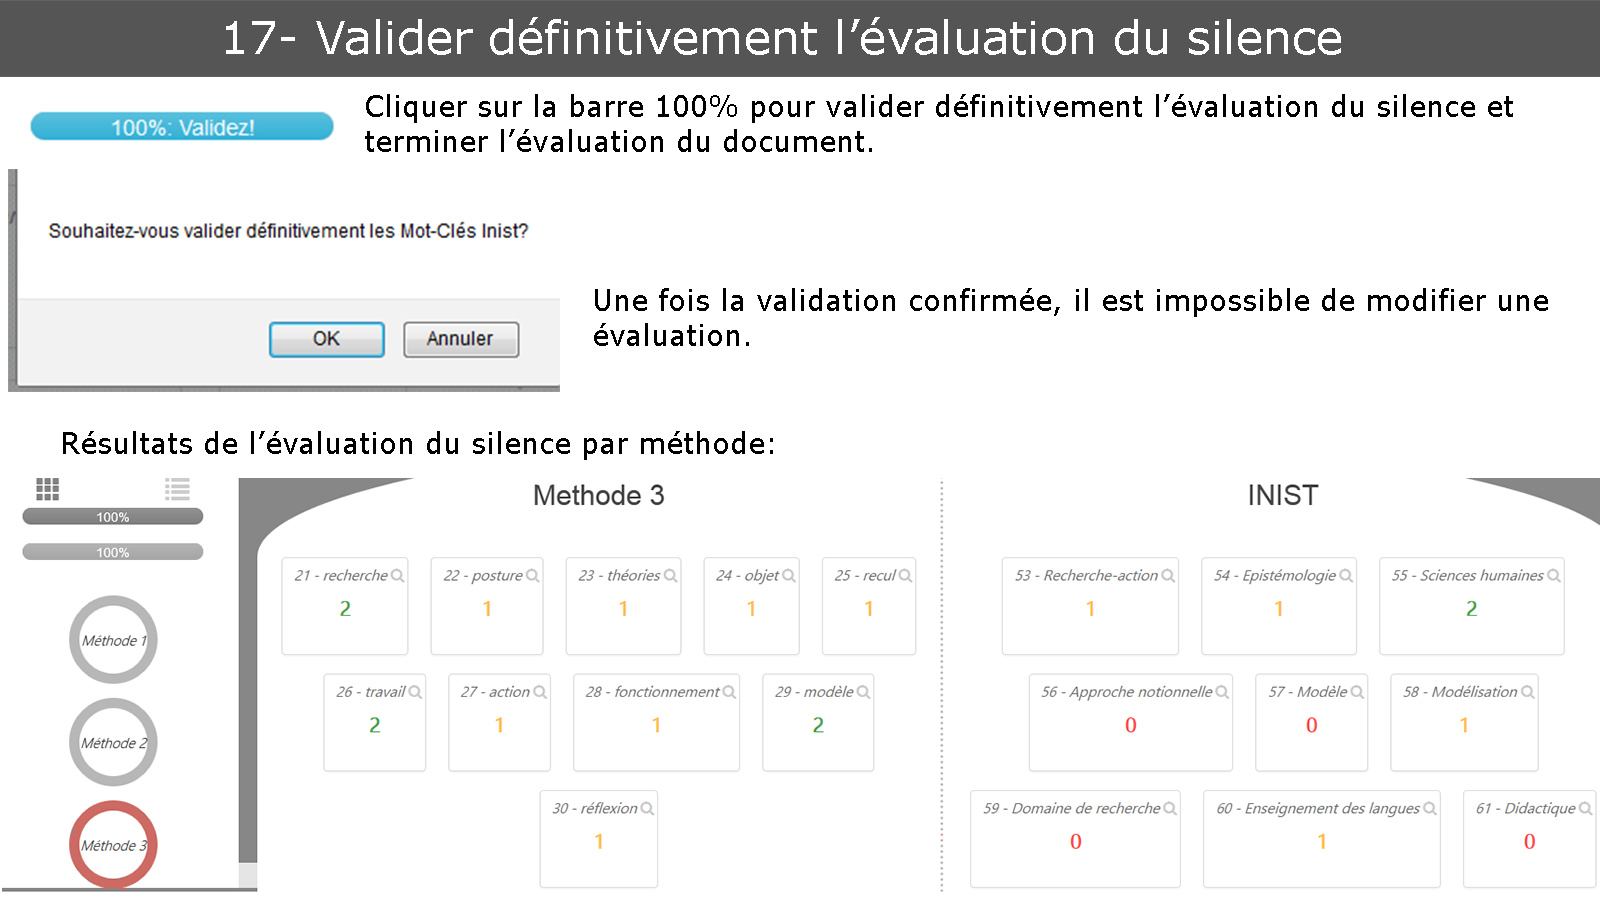 17- Valider définitivement l’évaluation du silence
100%: Validez!
Cliquer sur la barre 100% pour valider définitivement l’évaluation du silence et
terminer l’évaluation du document.
Souhaitez-vous valider définitivement les Mot-Clés Inist?
OK Annuler
Une fois la validation confirmée, il est impossible de modifier une
évaluation.
Résultats de l’évaluation du silence par méthode:
100%
100%
Méthode 1
Méthode 2
Méthode 3
Methode 3
21 - recherche 22 - posture 23 - théories 24 - objet 25 - recul
2 1 1 1 1
26 - travail 27 - action 28 - fonctionnement 29 - modèle
2 1 1 2
30 - réflexion
1
INIST
53 - Recherche-action 54 - Epistémologie 55 - Sciences humaines
1 1 2
56 - Approche notionnelle 57 - Modèle 58 - Modélisation
0 0 1
59 - Domaine de recherche 60 - Enseignement des langues 61 - Didactique
0 1 0